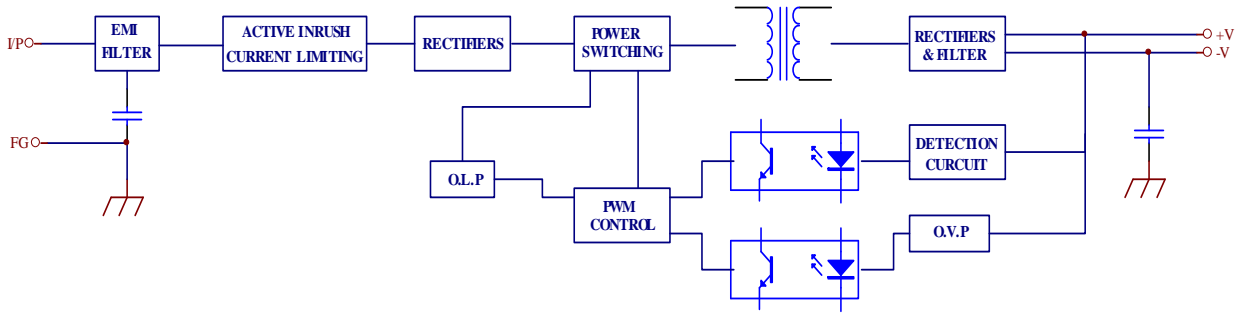 I/P
EMI
FILTER
ACTIVE INRUSH
CURRENT LIMITING
RECTIFIERS
POWER
SWITCHING
RECTIFIERS
& FILTER
+V
-V
FG
O.L.P
PWM
CONTROL
DETECTION
CURCUIT
O.V.P